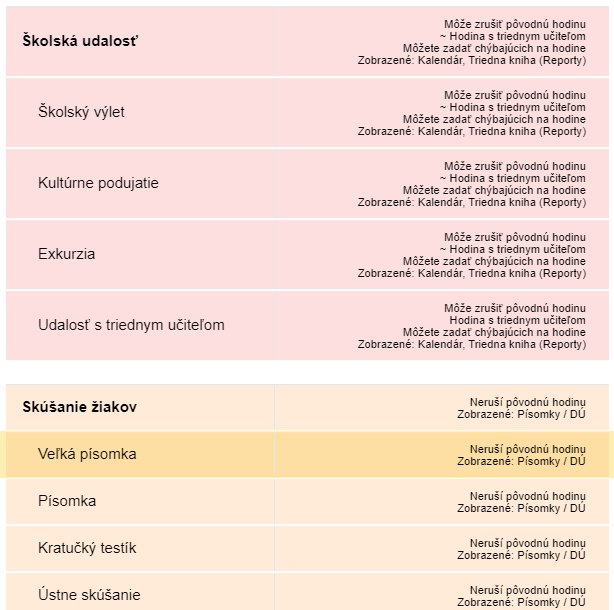 Školská udalosť
Môže zrušiť pôvodnú hodinu
~ Hodina s triednym učiteľom
Môžete zadať chýbajúcich na hodine
Zobrazené: Kalendár, Triedna kniha (Reporty)
Školský výlet
Môže zrušiť pôvodnú hodinu
~ Hodina s triednym učiteľom
Môžete zadať chýbajúcich na hodine
Zobrazené: Kalendár, Triedna kniha (Reporty)
Kultúrne podujatie
Môže zrušiť pôvodnú hodinu
~ Hodina s triednym učiteľom
Môžete zadať chýbajúcich na hodine
Zobrazené: Kalendár, Triedna kniha (Reporty)
Exkurzia
Môže zrušiť pôvodnú hodinu
~ Hodina s triednym učiteľom
Môžete zadať chýbajúcich na hodine
Zobrazené: Kalendár, Triedna kniha (Reporty)
Udalosť s triednym učiteľom
Môže zrušiť pôvodnú hodinu
Hodina s triednym učiteľom
Môžete zadať chýbajúcich na hodine
Zobrazené: Kalendár, Triedna kniha (Reporty)
Skúšanie žiakov
Neruší pôvodnú hodinu
Zobrazené: Písomky / DÚ
Veľká písomka
Neruší pôvodnú hodinu
Zobrazené: Písomky / DÚ
Písomka
Neruší pôvodnú hodinu
Zobrazené: Písomky / DÚ
Kratučký testík
Neruší pôvodnú hodinu
Zobrazené: Písomky / DÚ
Ústne skúšanie
Neruší pôvodnú hodinu
Zobrazené: Písomky / DÚ